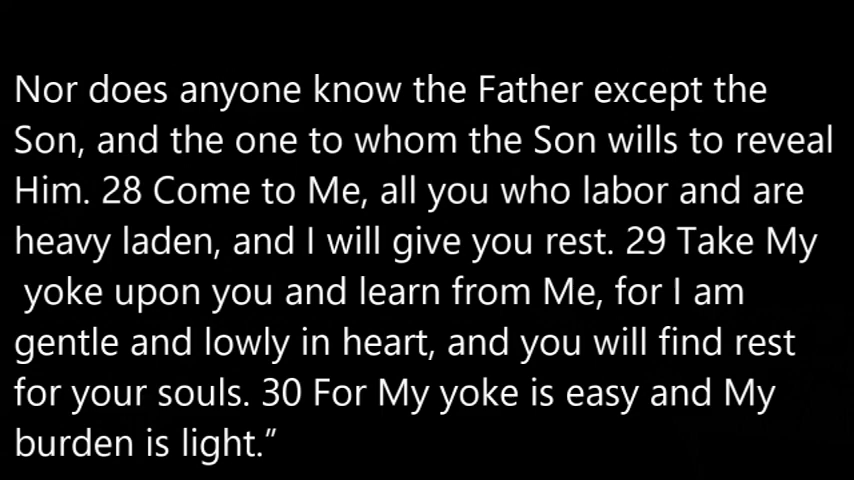 Nor does anyone know the Father except the
Son, and the one to whom the Son wills to reveal
Him. 28 Come to Me, all you who labor and are
heavy laden, and I will give you rest. 29 Take My
yoke upon you and learn from Me, for I am
gentle and lowly in heart, and you will find rest
for your souls. 30 For My yoke is easy and My
burden is light.”